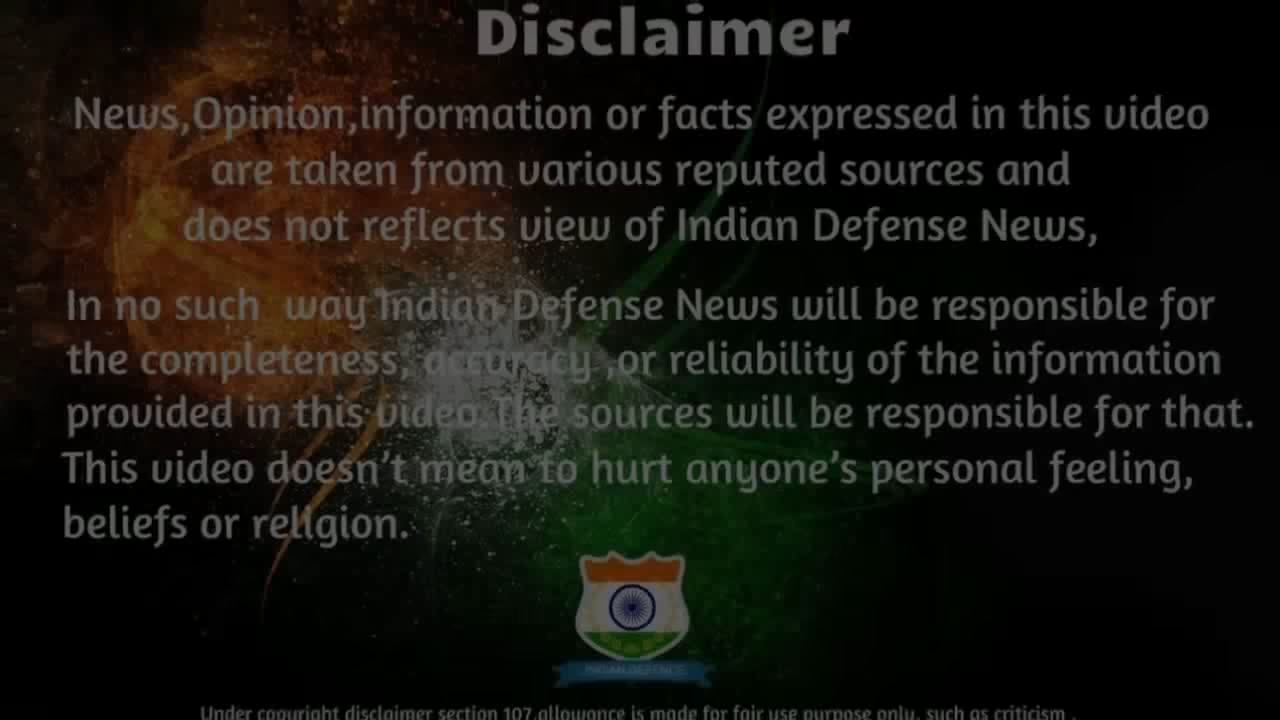 Disclaimer
News,Opinion,information or facts expressed in this video
are taken from various reputed sources and
does not reflects view of Indian Defense News,
In no such way Indian Defense News will be responsible for
the completeness, accuracy ,or reliability of the information
provided in this video.The sources will be responsible for that.
This video doesn't mean to hurt anyone's personal feeling,
beliefs or religion.
INDIAN DEFENCE
Under copyright disclaimer section 107,allowance is made for fair use purpose only, such as criticism ,